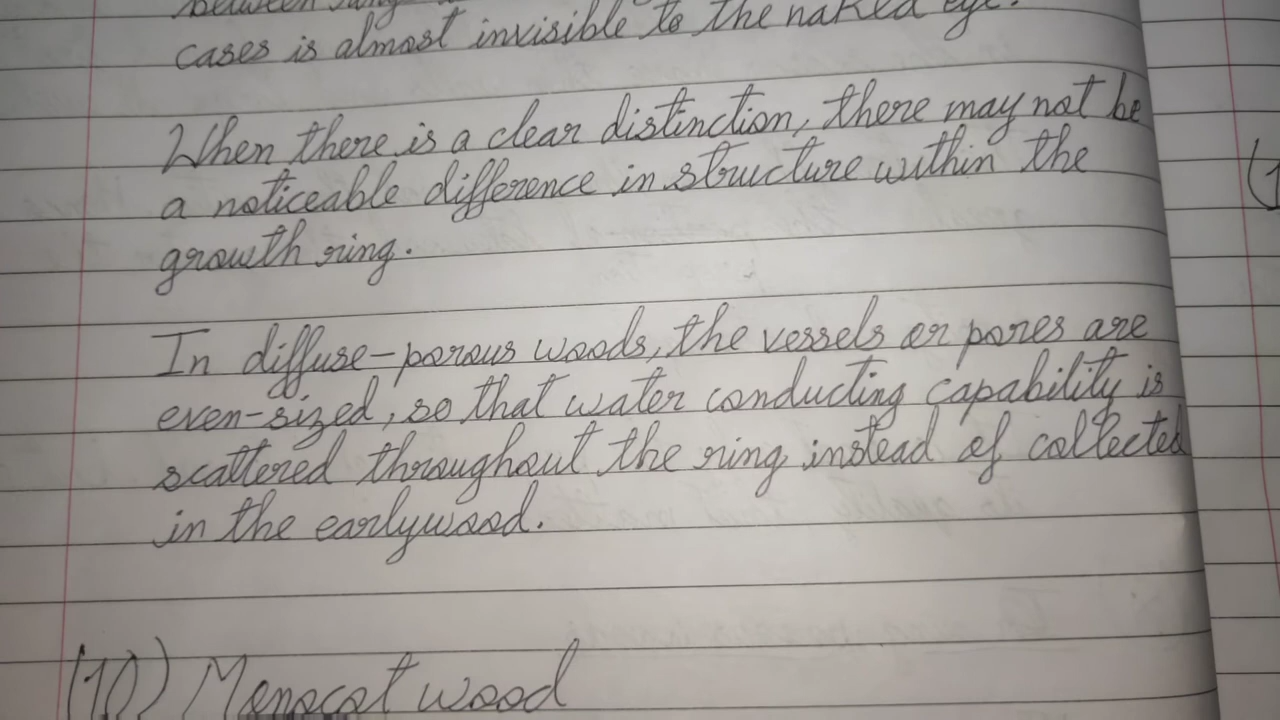 between rings
cases is almost invisible to the naked eye.
When there is a clear distinction, there may not be
a noticeable difference in structure within the
growth ring.
In diffuse-porous woods, the vessels or pores are
even-sized, so that water conducting capability is
scattered throughout the ring instead of collected
in the earlywood.
(10) Monocot wood